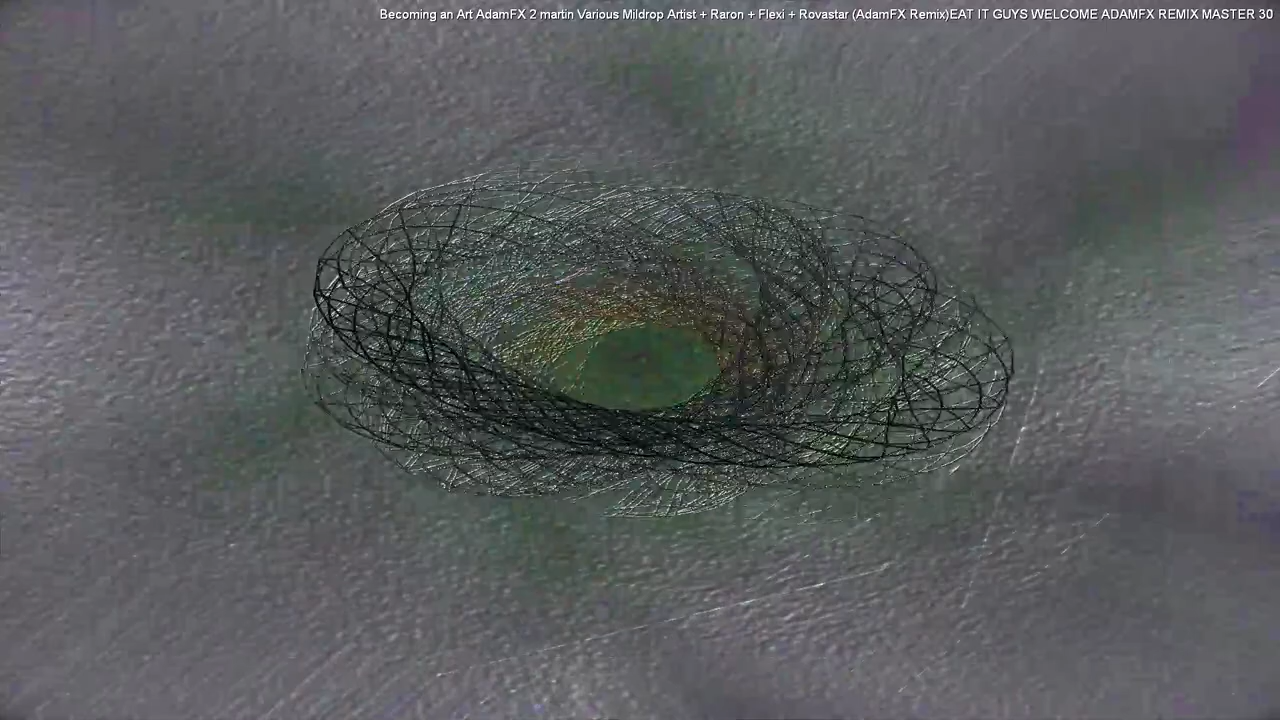 Becoming an Art AdamFX 2 martin Various Mildrop Artist + Raron + Flexi + Rovastar (AdamFX Remix)EAT IT GUYS WELCOME ADAMFX REMIX MASTER 30